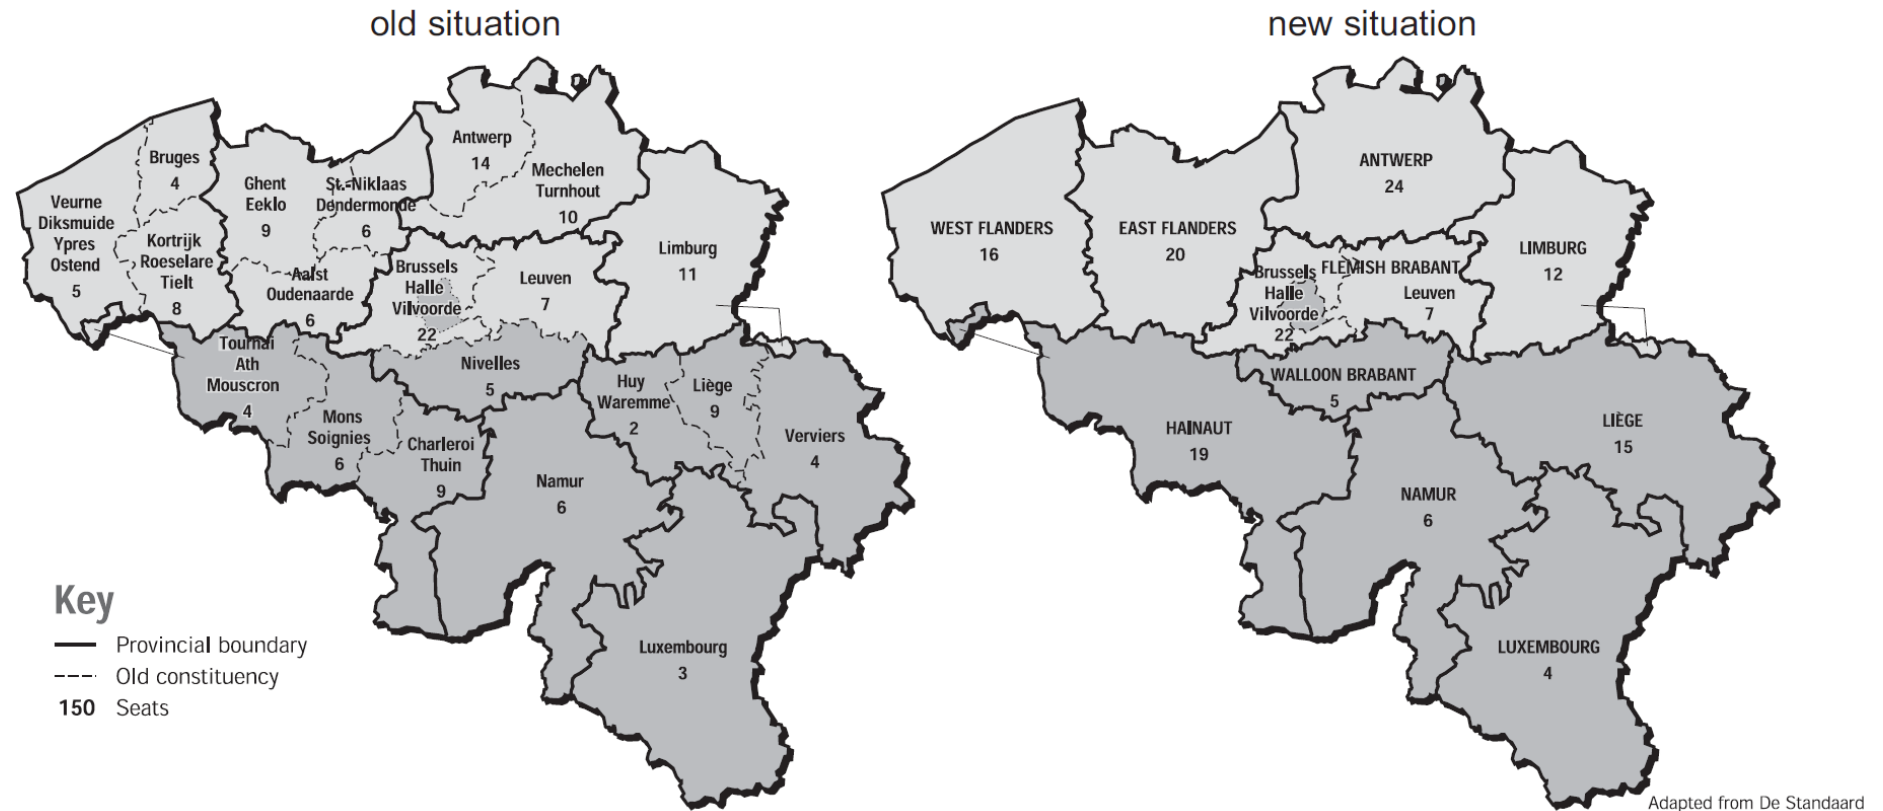 old situation
Bruges
4
Veurne
Diksmuide
Ypres
Ostend
5
Kortrijk
Roeselare
Tielt
8
Ghent
Eeklo
9
St.-Niklaas
Dendermonde
6
Aalst
Oudenaarde
6
Antwerp
14
Mechelen
Turnhout
10
Limburg
11
Brussels
Halle
Vilvoorde
22
Leuven
7
Tournai
Ath
Mouscron
4
Mons
Soignies
6
Charleroi
Thuin
9
Nivelles
5
Huy
Waremme
2
Liège
9
Verviers
4
Namur
6
Luxembourg
3
Key
Provincial boundary
Old constituency
150 Seats
new situation
WEST FLANDERS
16
EAST FLANDERS
20
ANTWERP
24
LIMBURG
12
Brussels
Halle
Vilvoorde
22
FLEMISH BRABANT
Leuven
7
WALLOON BRABANT
5
HAINAUT
19
LIÈGE
15
NAMUR
6
LUXEMBOURG
4
Adapted from De Standaard